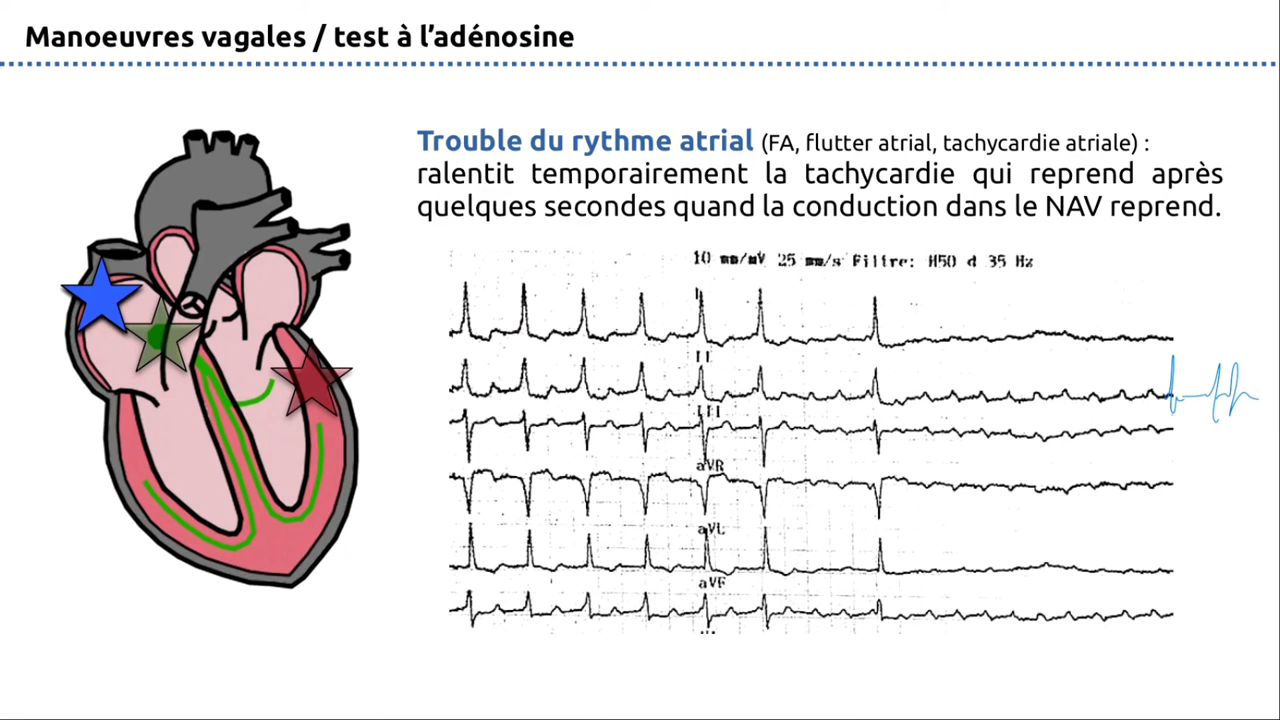 Manoeuvres vagales / test à l’adénosine
Trouble du rythme atrial (FA, flutter atrial, tachycardie atriale) :
ralentit temporairement la tachycardie qui reprend après
quelques secondes quand la conduction dans le NAV reprend.
10 mm/mV 25 mm/s Filtre: H50 d 35 Hz
I
II
III
aVR
aVL
aVF